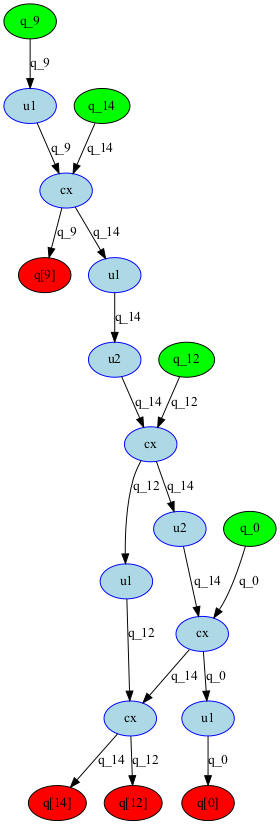 q_9
q_9
u1 q_14
q_9 q_14
cx
q_9 q_14
q[9] u1
q_14
u2 q_12
q_14 q_12
cx
q_12 q_14
u2 q_0
u1 q_14 q_0
q_12 cx
q_14 q_0
cx u1
q_14 q_12 q_0
q[14] q[12] q[0]